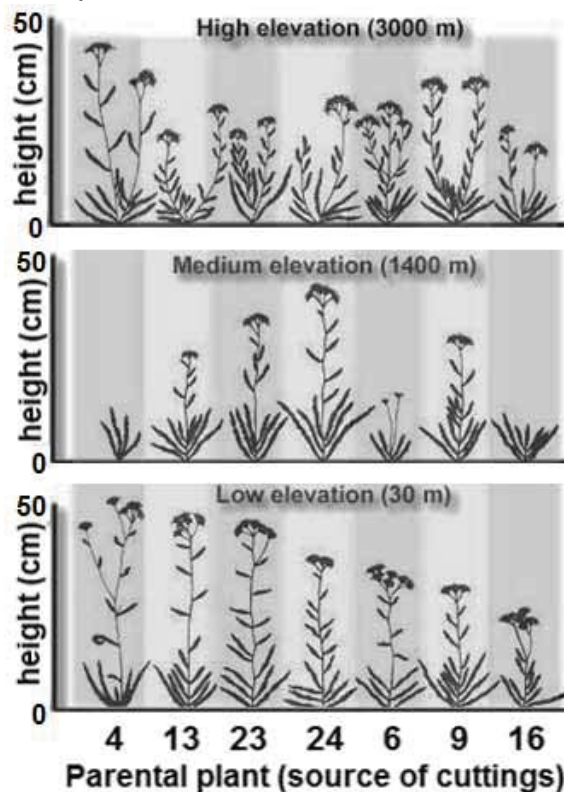 50
High elevation (3000 m)
height (cm)
0
50
Medium elevation (1400 m)
height (cm)
0
50
Low elevation (30 m)
height (cm)
0
4 13 23 24 6 9 16
Parental plant (source of cuttings)